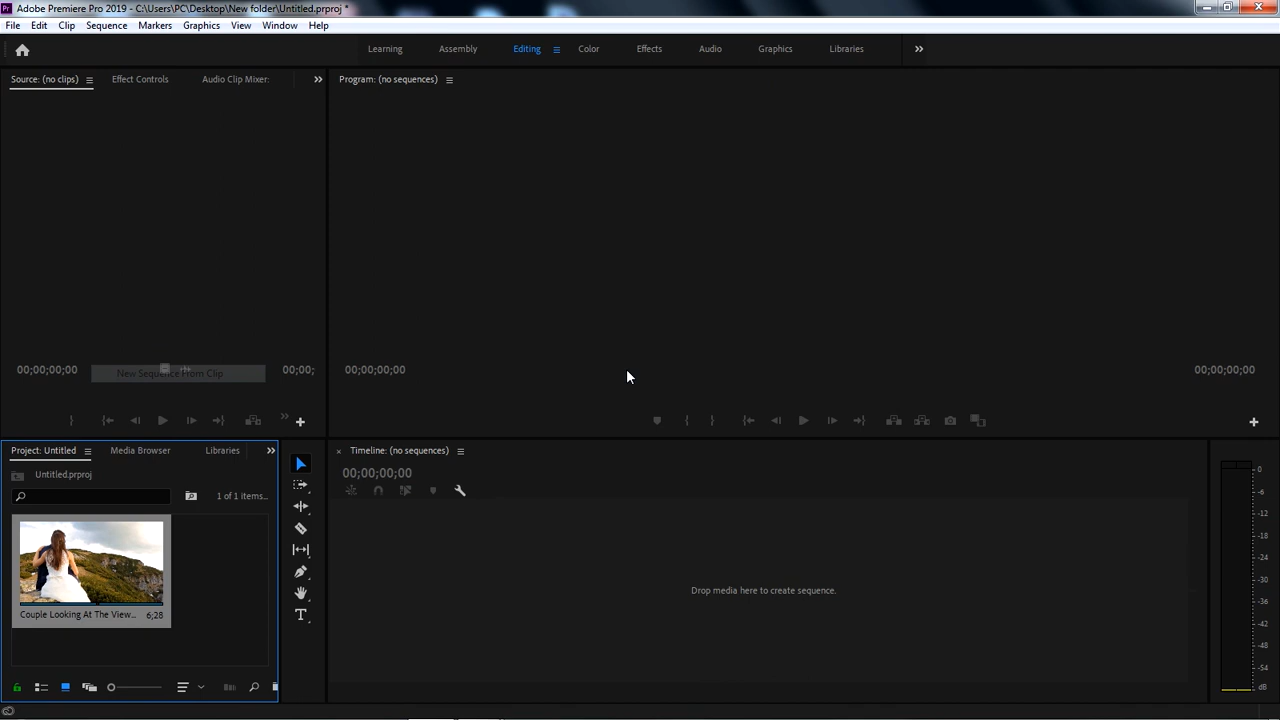 Adobe Premiere Pro 2019 - C:\Users\PC\Desktop\New folder\Untitled.prproj *
File Edit Clip Sequence Markers Graphics View Window Help
Learning Assembly Editing Color Effects Audio Graphics Libraries
Source: (no clips) Effect Controls Audio Clip Mixer: Program: (no sequences)
00;00;00;00 New Sequence From Clip 00;00; 00;00;00;00 00;00;00;00
Project: Untitled Media Browser Libraries Timeline: (no sequences)
Untitled.prproj 00;00;00;00
1 of 1 items...
Drop media here to create sequence.
Couple Looking At The View... 6;28
0
-6
-12
-18
-24
-30
-36
-42
-48
-54
dB